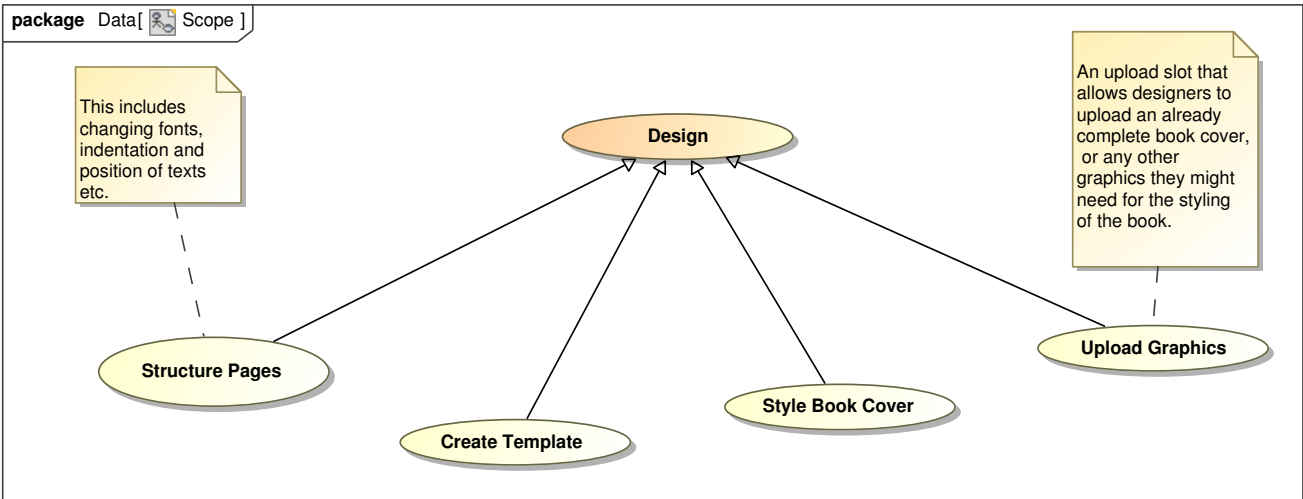 package Data[ Scope ]
This includes
changing fonts,
indentation and
position of texts
etc.
Design
An upload slot that
allows designers to
upload an already
complete book cover,
or any other
graphics they might
need for the styling
of the book.
Structure Pages
Create Template
Style Book Cover
Upload Graphics